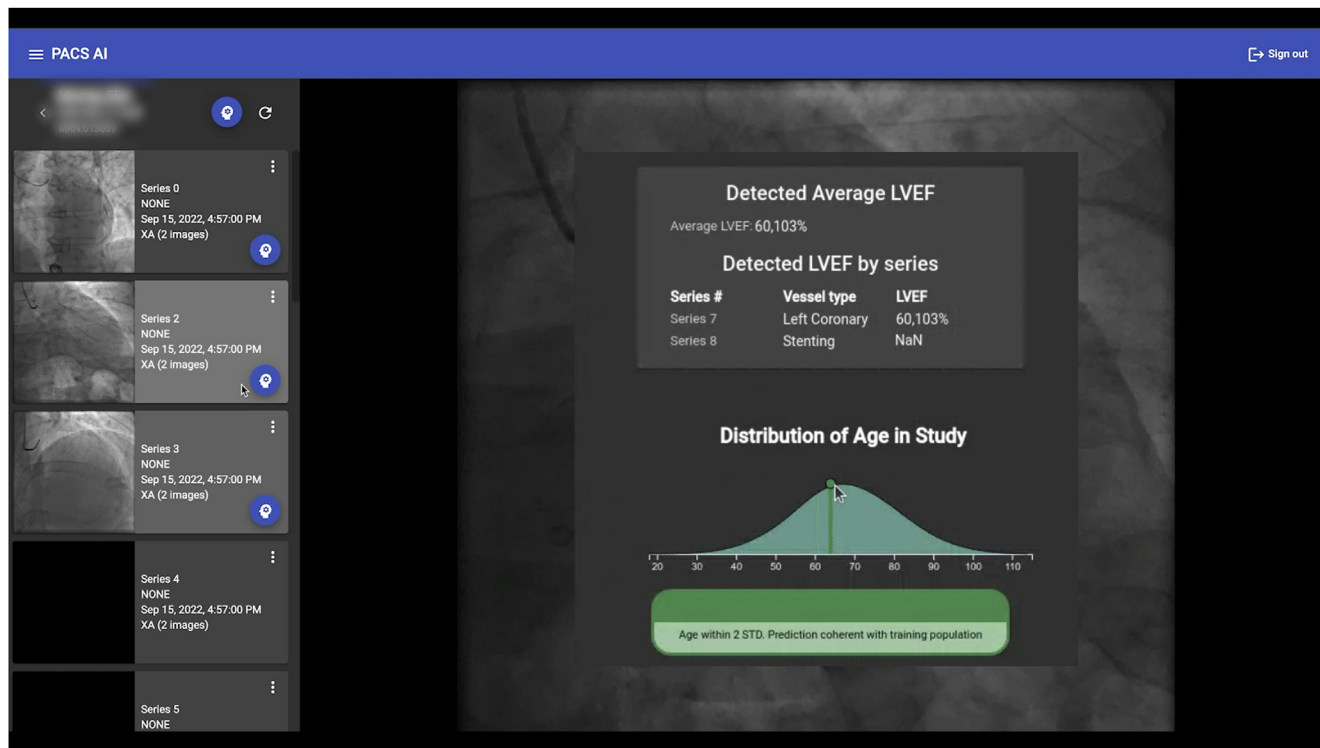 PACS AI
Sign out
Series 0
NONE
Sep 15, 2022, 4:57:00 PM
XA (2 images)
Series 2
NONE
Sep 15, 2022, 4:57:00 PM
XA (2 images)
Series 3
NONE
Sep 15, 2022, 4:57:00 PM
XA (2 images)
Series 4
NONE
Sep 15, 2022, 4:57:00 PM
XA (2 images)
Series 5
NONE
Detected Average LVEF
Average LVEF: 60,103%
Detected LVEF by series
Series # Vessel type LVEF
Series 7 Left Coronary 60,103%
Series 8 Stenting NaN
Distribution of Age in Study
20 30 40 50 60 70 80 90 100 110
Age within 2 STD. Prediction coherent with training population